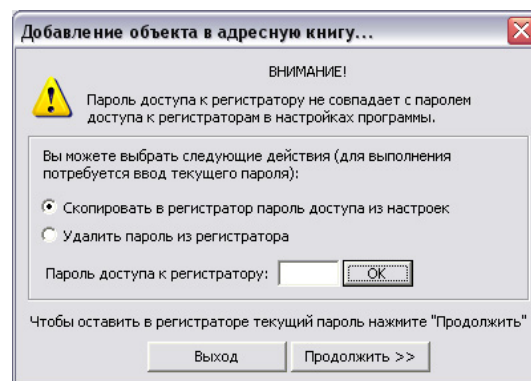 Добавление объекта в адресную книгу...
ВНИМАНИЕ!
Пароль доступа к регистратору не совпадает с паролем
доступа к регистраторам в настройках программы.
Вы можете выбрать следующие действия (для выполнения
потребуется ввод текущего пароля):
Скопировать в регистратор пароль доступа из настроек
Удалить пароль из регистратора
Пароль доступа к регистратору:
OK
Чтобы оставить в регистраторе текущий пароль нажмите "Продолжить"
Выход
Продолжить >>